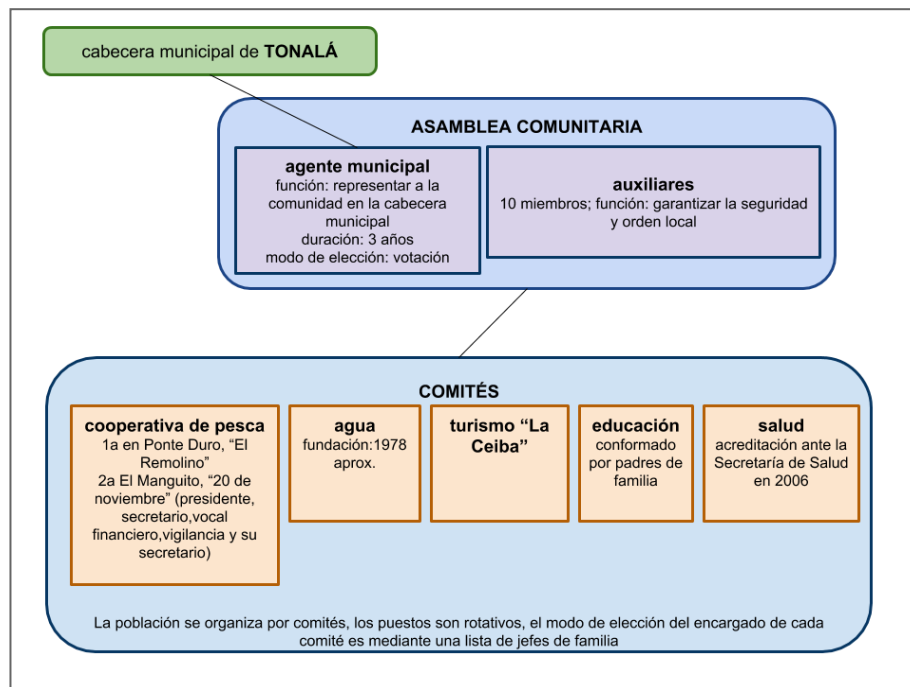 cabecera municipal de TONALÁ
ASAMBLEA COMUNITARIA
agente municipal
función: representar a la
comunidad en la cabecera
municipal
duración: 3 años
modo de elección: votación
auxiliares
10 miembros; función: garantizar la seguridad
y orden local
COMITÉS
cooperativa de pesca
1a en Ponte Duro, “El
Remolino”
2a El Manguito, “20 de
noviembre” (presidente,
secretario,vocal
financiero,vigilancia y su
secretario)
agua
fundación:1978
aprox.
turismo “La
Ceiba”
educación
conformado
por padres de
familia
salud
acreditación ante la
Secretaría de Salud
en 2006
La población se organiza por comités, los puestos son rotativos, el modo de elección del encargado de cada
comité es mediante una lista de jefes de familia